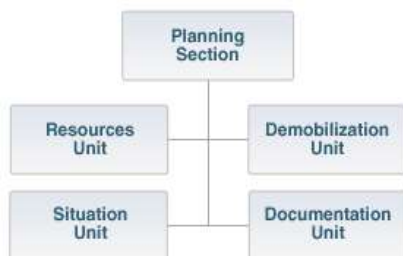 Planning
Section
Resources
Unit
Demobilization
Unit
Situation
Unit
Documentation
Unit